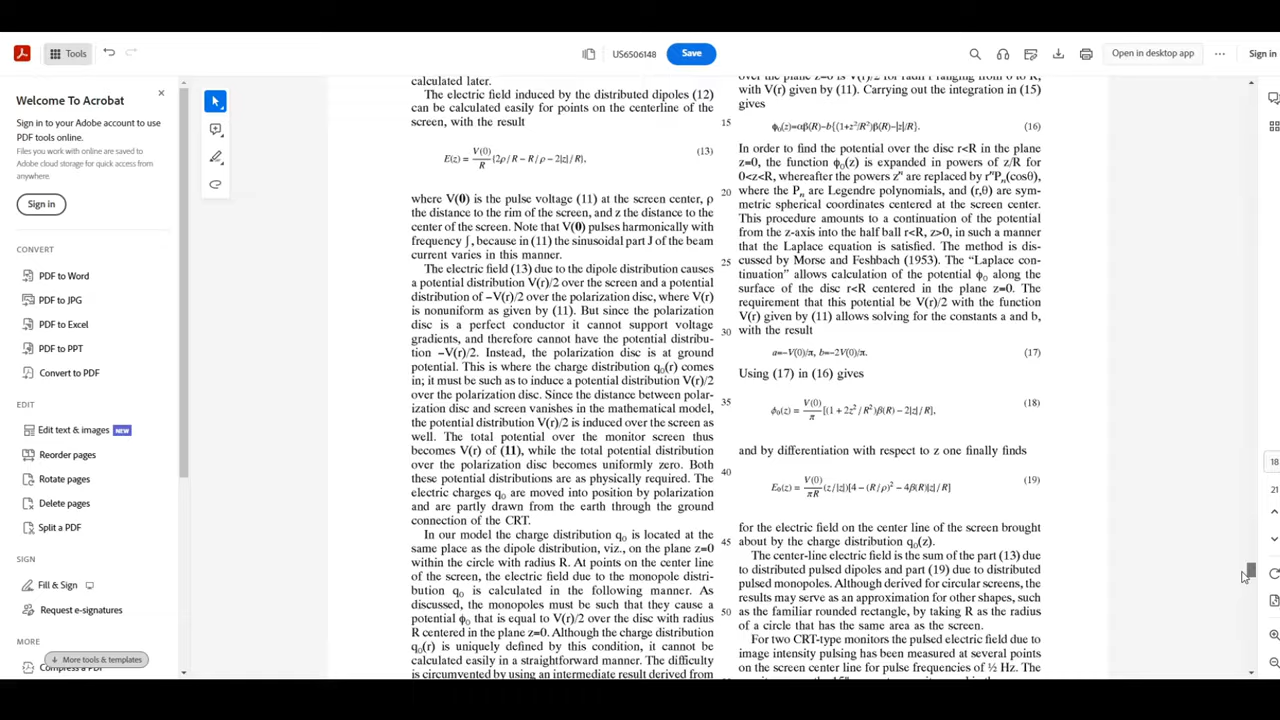 Tools
US6506148
Save
Open in desktop app
Sign in
Welcome To Acrobat
Sign in to your Adobe account to use
PDF tools online.
Files you work with online are saved
to Adobe cloud storage for quick access from
anywhere.
Sign in
CONVERT
PDF to Word
PDF to JPG
PDF to Excel
PDF to PPT
Convert to PDF
EDIT
Edit text & images NEW
Reorder pages
Rotate pages
Delete pages
Split a PDF
SIGN
Fill & Sign
Request e-signatures
MORE
More tools & templates
calculated later.
The electric field induced by the distributed dipoles (12)
can be calculated easily for points on the centerline of the
screen, with the result
E(z) = V(0)/R {2ρ/R − R/ρ − 2|z|/R}, (13)
where V(0) is the pulse voltage (11) at the screen center, ρ
the distance to the rim of the screen, and z the distance to the
center of the screen. Note that V(0) pulses harmonically with
frequency ∫, because in (11) the sinusoidal part J of the beam
current varies in this manner.
The electric field (13) due to the dipole distribution causes
a potential distribution V(r)/2 over the screen and a potential
distribution of −V(r)/2 over the polarization disc, where V(r)
is nonuniform as given by (11). But since the polarization
disc is a perfect conductor it cannot support voltage
gradients, and therefore cannot have the potential distribu-
tion −V(r)/2. Instead, the polarization disc is at ground
potential. This is where the charge distribution q₀(r) comes
in; it must be such as to induce a potential distribution V(r)/2
over the polarization disc. Since the distance between polar-
ization disc and screen vanishes in the mathematical model,
the potential distribution V(r)/2 is induced over the screen as
well. The total potential over the monitor screen thus
becomes V(r) of (11), while the total potential distribution
over the polarization disc becomes uniformly zero. Both
these potential distributions are as physically required. The
electric charges q₀ are moved into position by polarization
and are partly drawn from the earth through the ground
connection of the CRT.
In our model the charge distribution q₀ is located at the
same place as the dipole distribution, viz., on the plane z=0
within the circle with radius R. At points on the center line
of the screen, the electric field due to the monopole distri-
bution q₀ is calculated in the following manner. As
discussed, the monopoles must be such that they cause a
potential ϕ₀ that is equal to V(r)/2 over the disc with radius
R centered in the plane z=0. Although the charge distribution
q₀(r) is uniquely defined by this condition, it cannot be
calculated easily in a straightforward manner. The difficulty
is circumvented by using an intermediate result derived from
15
20
25
30
35
40
45
50
with V(r) given by (11). Carrying out the integration in (15)
gives
ϕ₀(z)=αβ(R)−b{(1+z²/R²)β(R)−|z|/R}. (16)
In order to find the potential over the disc r<R in the plane
z=0, the function ϕ₀(z) is expanded in powers of z/R for
0<z<R, whereafter the powers zⁿ are replaced by rⁿPₙ(cosθ),
where the Pₙ are Legendre polynomials, and (r,θ) are sym-
metric spherical coordinates centered at the screen center.
This procedure amounts to a continuation of the potential
from the z-axis into the half ball r<R, z>0, in such a manner
that the Laplace equation is satisfied. The method is dis-
cussed by Morse and Feshbach (1953). The “Laplace con-
tinuation” allows calculation of the potential ϕ₀ along the
surface of the disc r<R centered in the plane z=0. The
requirement that this potential be V(r)/2 with the function
V(r) given by (11) allows solving for the constants a and b,
with the result
a=−V(0)/π, b=−2V(0)/π. (17)
Using (17) in (16) gives
ϕ₀(z) = V(0)/π [(1 + 2z²/R²)β(R) − 2|z|/R], (18)
and by differentiation with respect to z one finally finds
E₀(z) = V(0)/πR (z/|z|)[4 − (R/ρ)² − 4β(R)|z|/R] (19)
for the electric field on the center line of the screen brought
about by the charge distribution q₀(z).
The center-line electric field is the sum of the part (13) due
to distributed pulsed dipoles and part (19) due to distributed
pulsed monopoles. Although derived for circular screens, the
results may serve as an approximation for other shapes, such
as the familiar rounded rectangle, by taking R as the radius
of a circle that has the same area as the screen.
For two CRT-type monitors the pulsed electric field due to
image intensity pulsing has been measured at several points
on the screen center line for pulse frequencies of ½ Hz. The
18
21